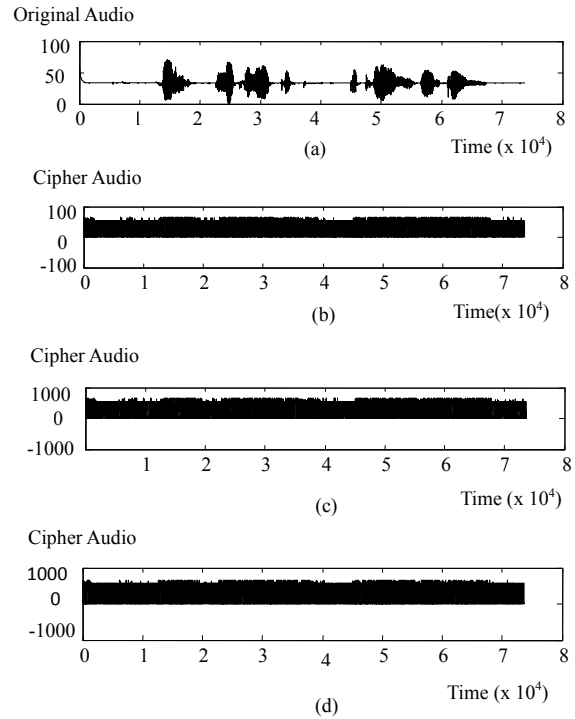 Original Audio
100
50
0
0 1 2 3 4 5 6 7 8
Time (x 10⁴)
(a)
Cipher Audio
100
0
-100
0 1 2 3 4 5 6 7 8
Time(x 10⁴)
(b)
Cipher Audio
1000
0
-1000
1 2 3 4 5 6 7 8
Time (x 10⁴)
(c)
Cipher Audio
1000
0
-1000
0 1 2 3 4 5 6 7 8
Time (x 10⁴)
(d)